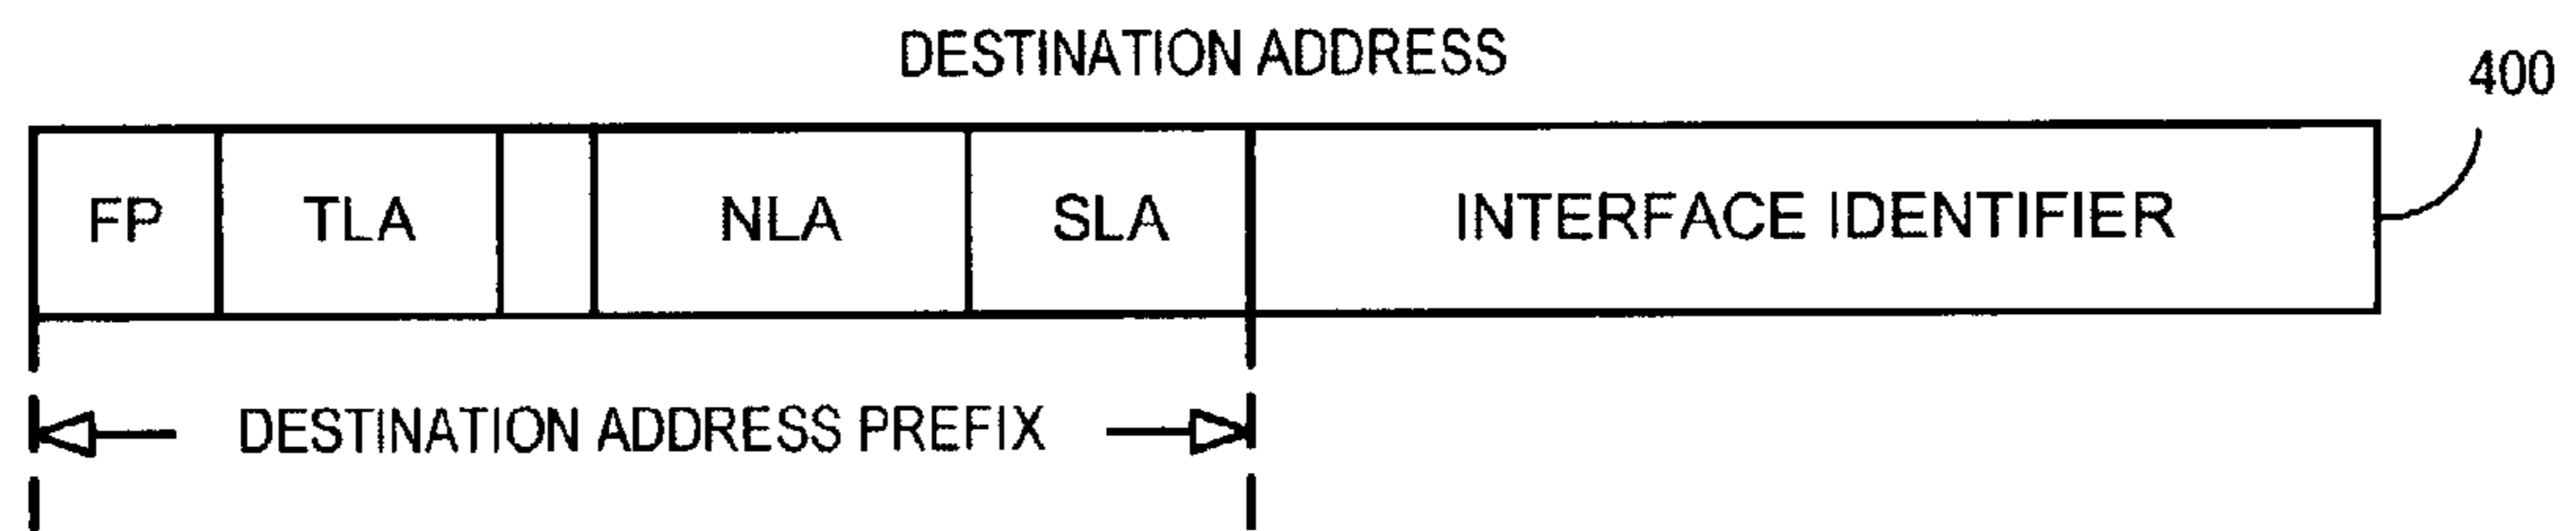 DESTINATION ADDRESS
400
FP TLA NLA SLA INTERFACE IDENTIFIER
DESTINATION ADDRESS PREFIX